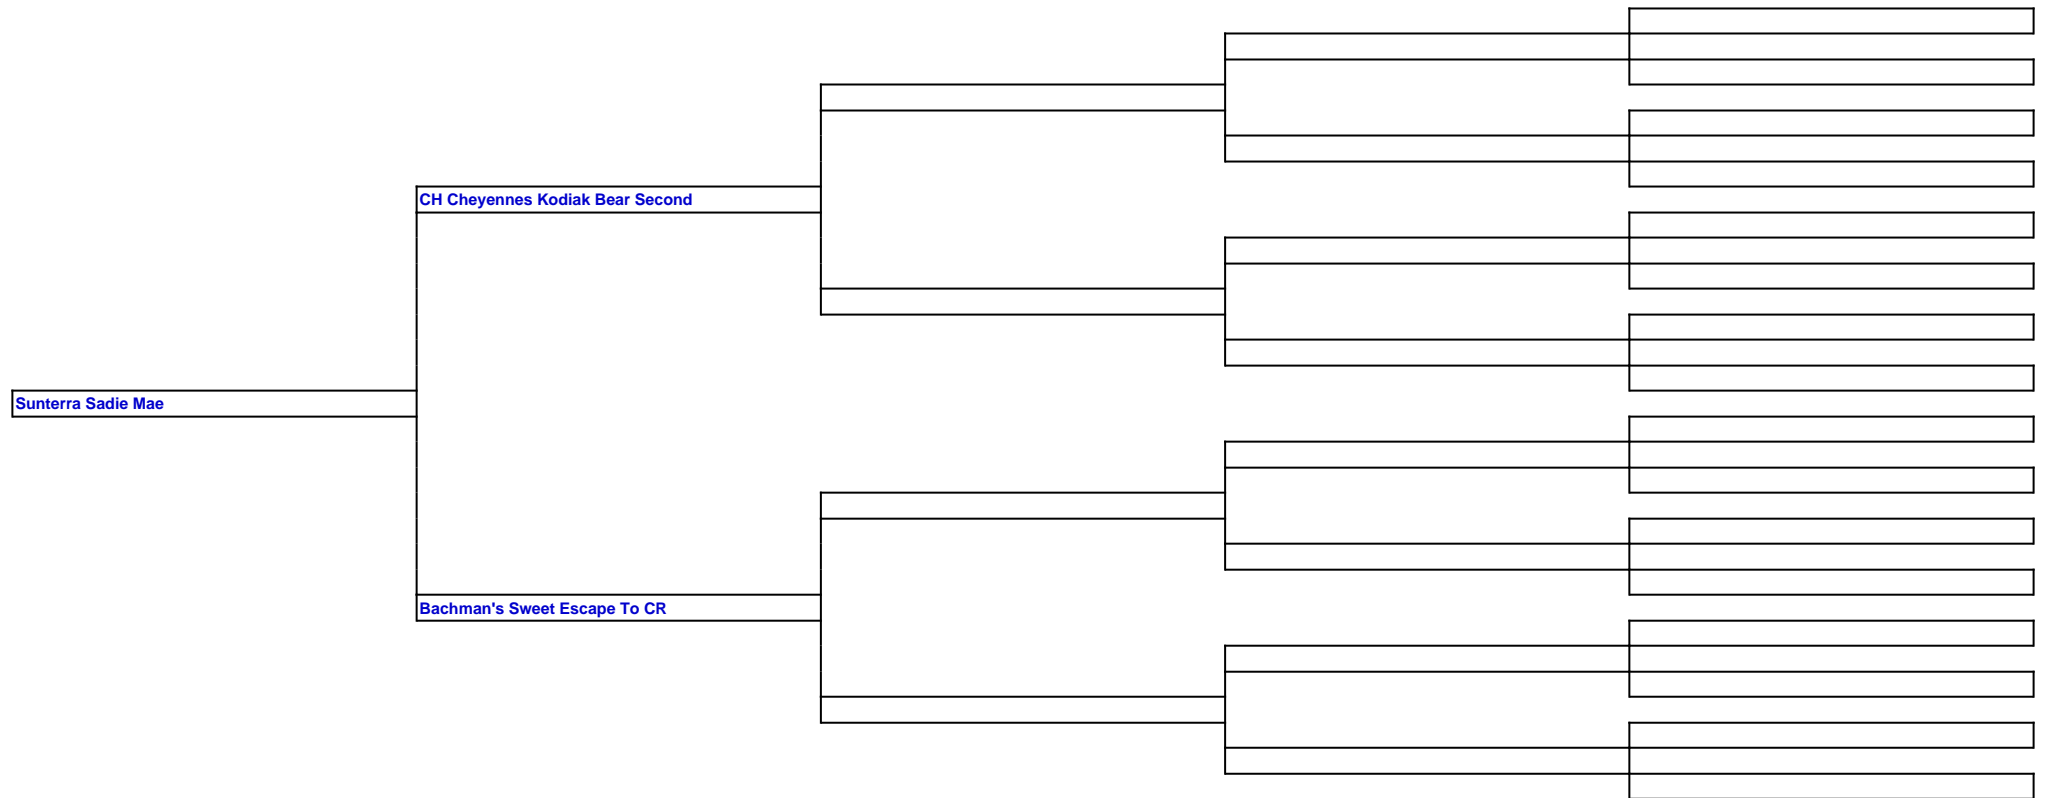 CH Cheyennes Kodiak Bear Second
Sunterra Sadie Mae
Bachman's Sweet Escape To CR